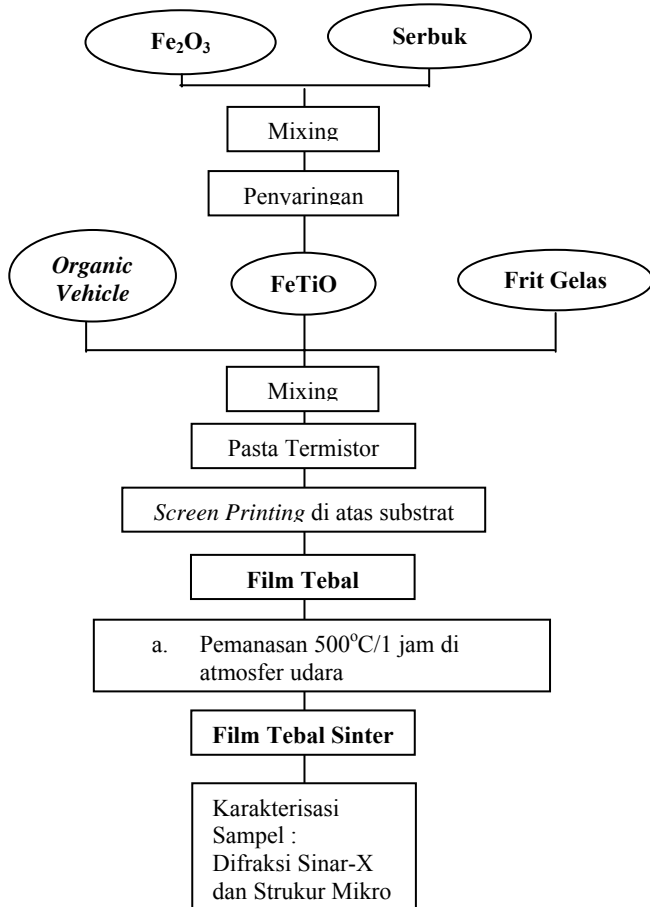 Fe₂O₃
Serbuk
Mixing
Penyaringan
Organic
Vehicle
FeTiO
Frit Gelas
Mixing
Pasta Termistor
Screen Printing di atas substrat
Film Tebal
a. Pemanasan 500°C/1 jam di
atmosfer udara
Film Tebal Sinter
Karakterisasi
Sampel :
Difraksi Sinar-X
dan Strukur Mikro